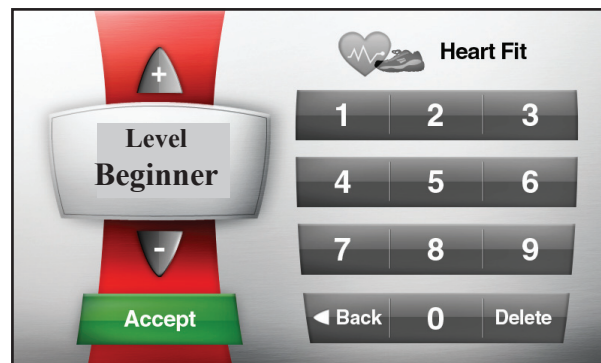 +
Heart Fit
1 2 3
Level
Beginner
4 5 6
-
7 8 9
Accept
Back 0 Delete